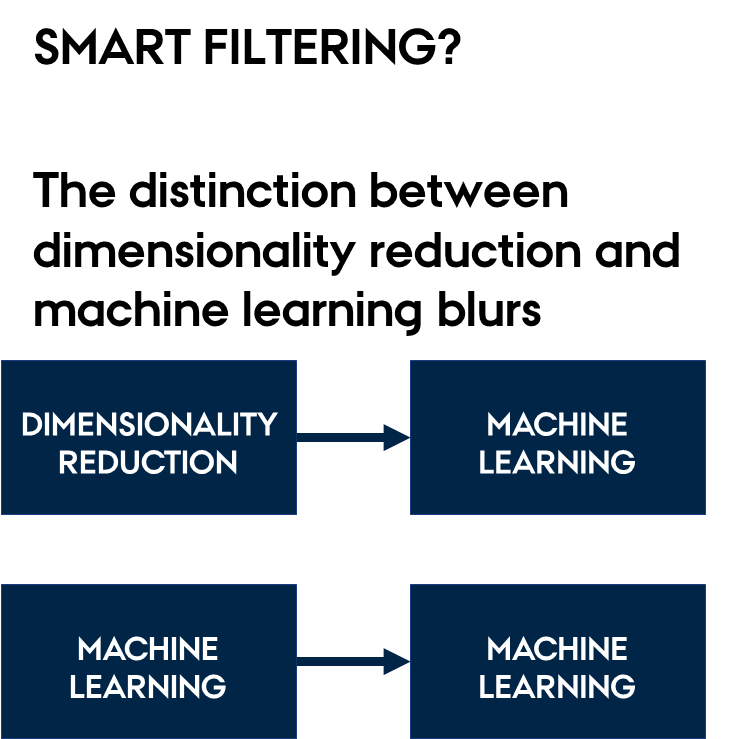 SMART FILTERING?
The distinction between
dimensionality reduction and
machine learning blurs
DIMENSIONALITY
REDUCTION
MACHINE
LEARNING
MACHINE
LEARNING
MACHINE
LEARNING